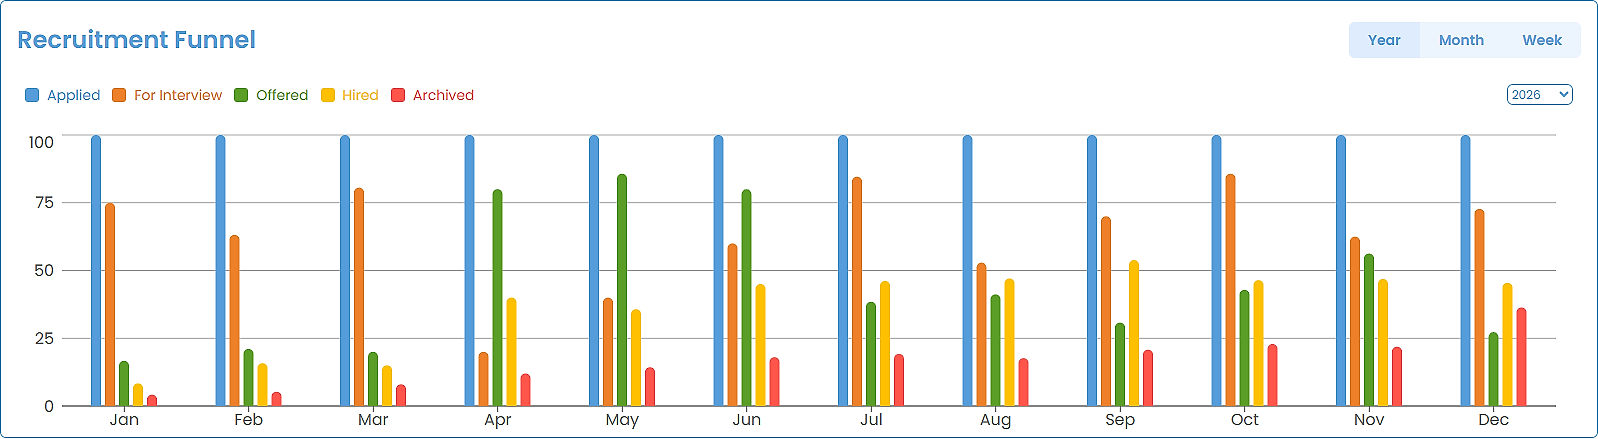 Recruitment Funnel
Year Month Week
Applied For Interview Offered Hired Archived
2026
100
75
50
25
0
Jan Feb Mar Apr May Jun Jul Aug Sep Oct Nov Dec